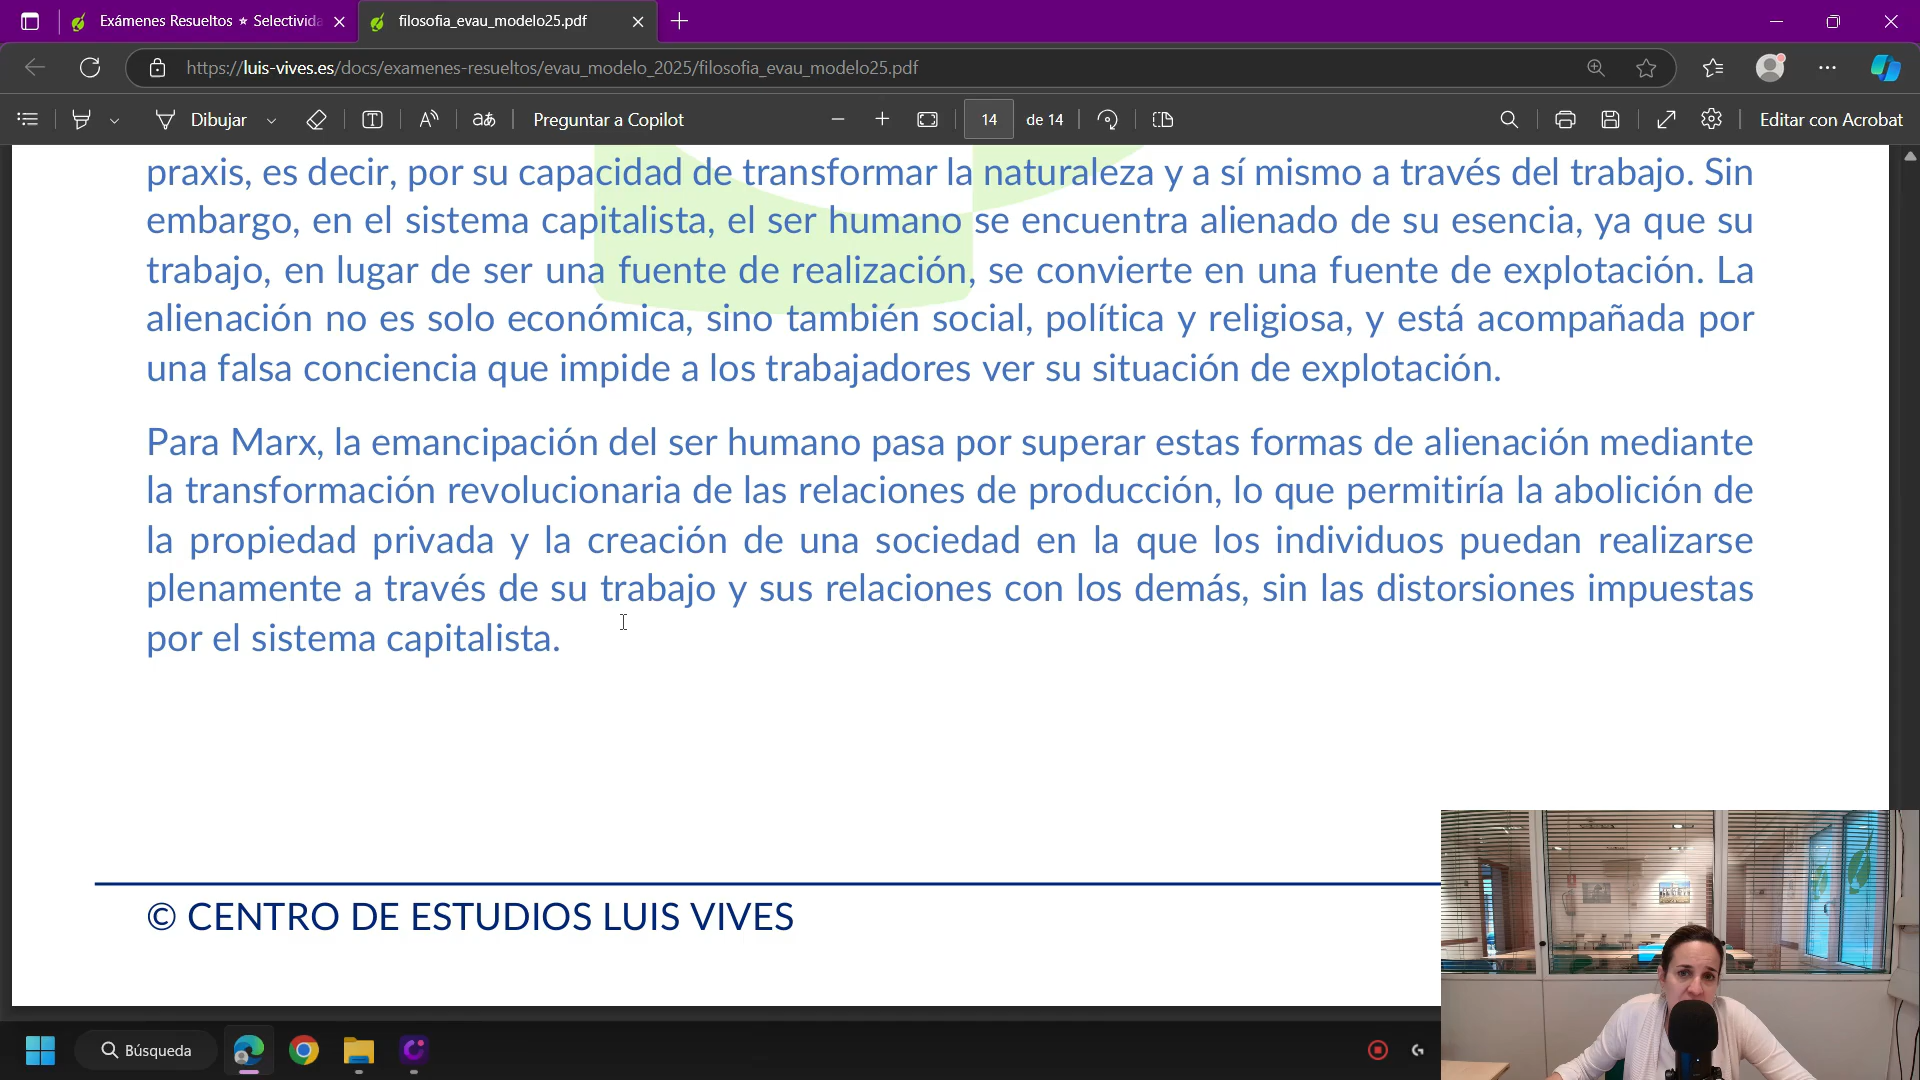 Exámenes Resueltos ★ Selectivida
filosofia_evau_modelo25.pdf
https://luis-vives.es/docs/examenes-resueltos/evau_modelo_2025/filosofia_evau_modelo25.pdf
Dibujar
aあ
Preguntar a Copilot
14 de 14
Editar con Acrobat
praxis, es decir, por su capacidad de transformar la naturaleza y a sí mismo a través del trabajo. Sin
embargo, en el sistema capitalista, el ser humano se encuentra alienado de su esencia, ya que su
trabajo, en lugar de ser una fuente de realización, se convierte en una fuente de explotación. La
alienación no es solo económica, sino también social, política y religiosa, y está acompañada por
una falsa conciencia que impide a los trabajadores ver su situación de explotación.
Para Marx, la emancipación del ser humano pasa por superar estas formas de alienación mediante
la transformación revolucionaria de las relaciones de producción, lo que permitiría la abolición de
la propiedad privada y la creación de una sociedad en la que los individuos puedan realizarse
plenamente a través de su trabajo y sus relaciones con los demás, sin las distorsiones impuestas
por el sistema capitalista.
© CENTRO DE ESTUDIOS LUIS VIVES
Búsqueda